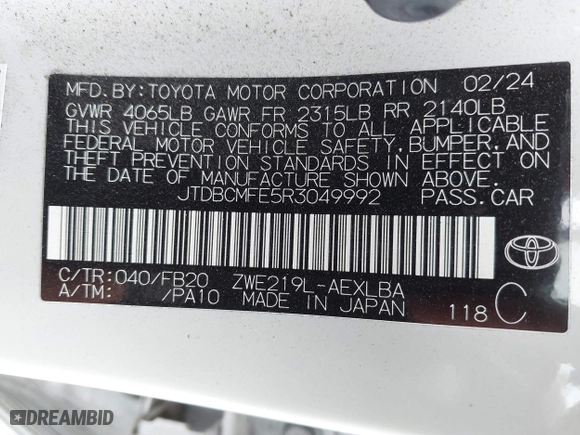 MFD.BY:TOYOTA MOTOR CORPORATION 02/24
GVWR 4065LB GAWR FR 2315LB RR 2140LB
THIS VEHICLE CONFORMS TO ALL APPLICABLE
FEDERAL MOTOR VEHICLE SAFETY, BUMPER, AND
THEFT PREVENTION STANDARDS IN EFFECT ON
THE DATE OF MANUFACTURE SHOWN ABOVE.
JTDBCMFE5R3049992 PASS.CAR
C/TR:040/FB20 ZWE219L-AEXLBA
A/TM: /PA10 MADE IN JAPAN 118 C
TOYOTA
DREAMBID